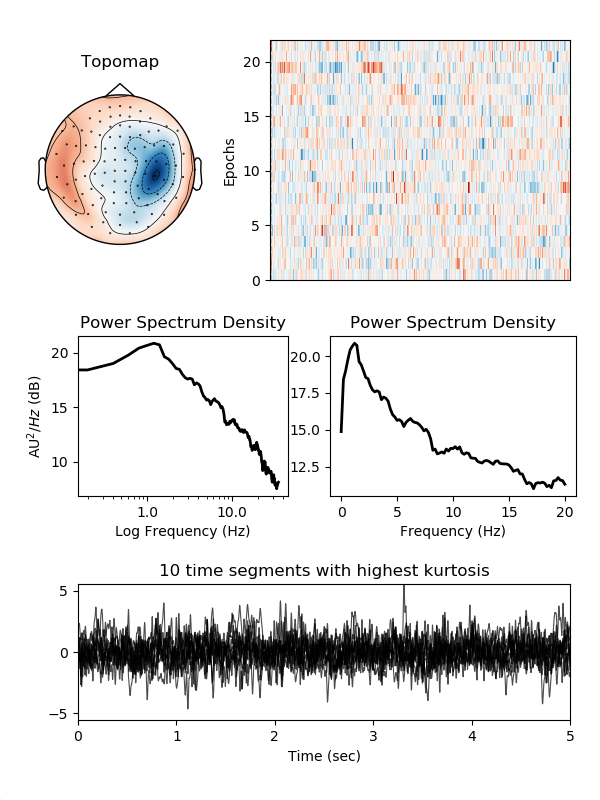 Topomap
Epochs
20
15
10
5
0
Power Spectrum Density
AU²/Hz (dB)
20
15
10
1.0 10.0
Log Frequency (Hz)
Power Spectrum Density
20.0
17.5
15.0
12.5
0 5 10 15 20
Frequency (Hz)
10 time segments with highest kurtosis
5
0
−5
0 1 2 3 4 5
Time (sec)